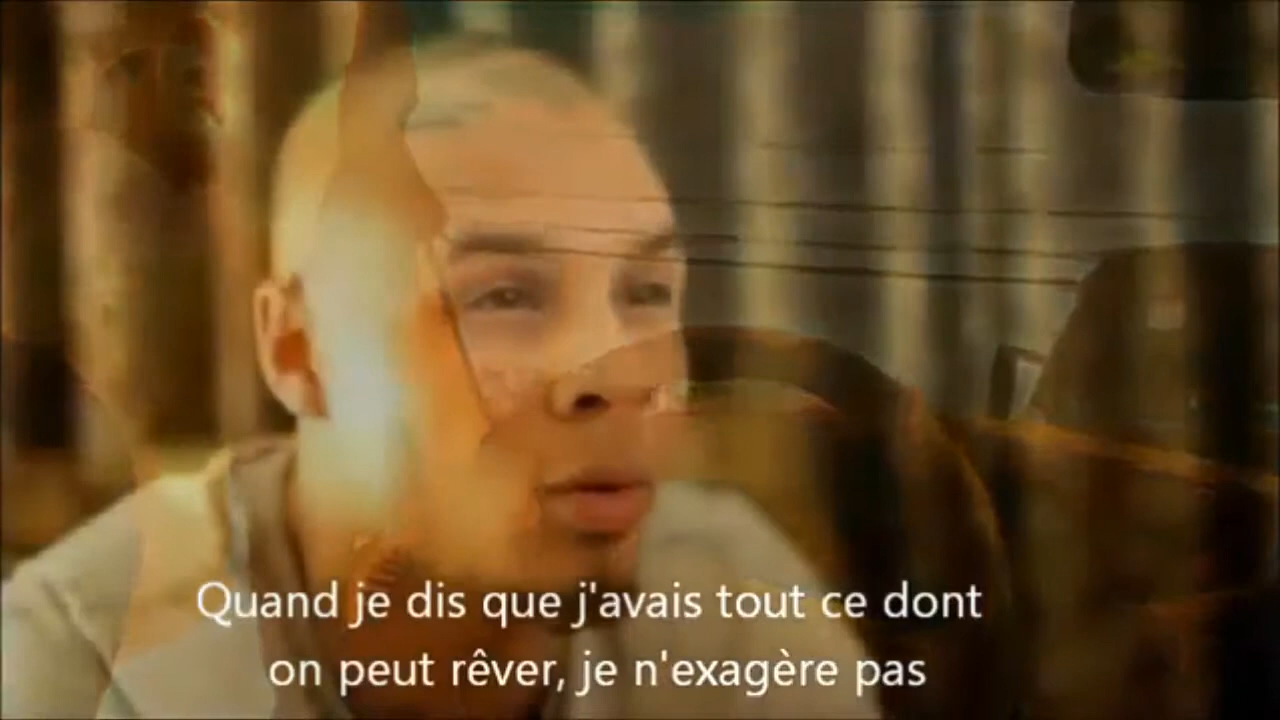 Quand je dis que j'avais tout ce dont
on peut rêver, je n'exagère pas